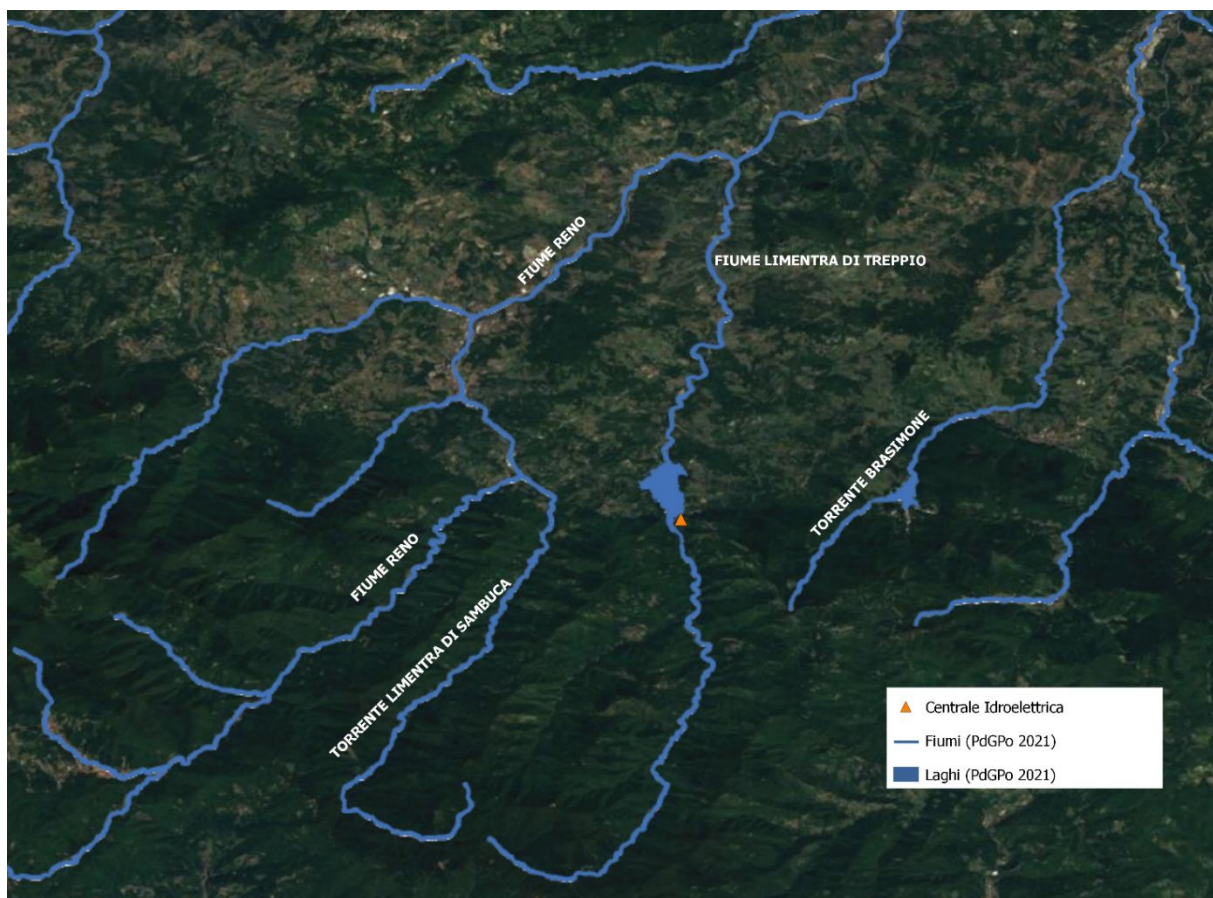 FIUME RENO
FIUME LIMENTRA DI TREPPIO
TORRENTE BRASIMONE
FIUME RENO
TORRENTE LIMENTRA DI SAMBUCA
Centrale Idroelettrica
Fiumi (PdGPo 2021)
Laghi (PdGPo 2021)